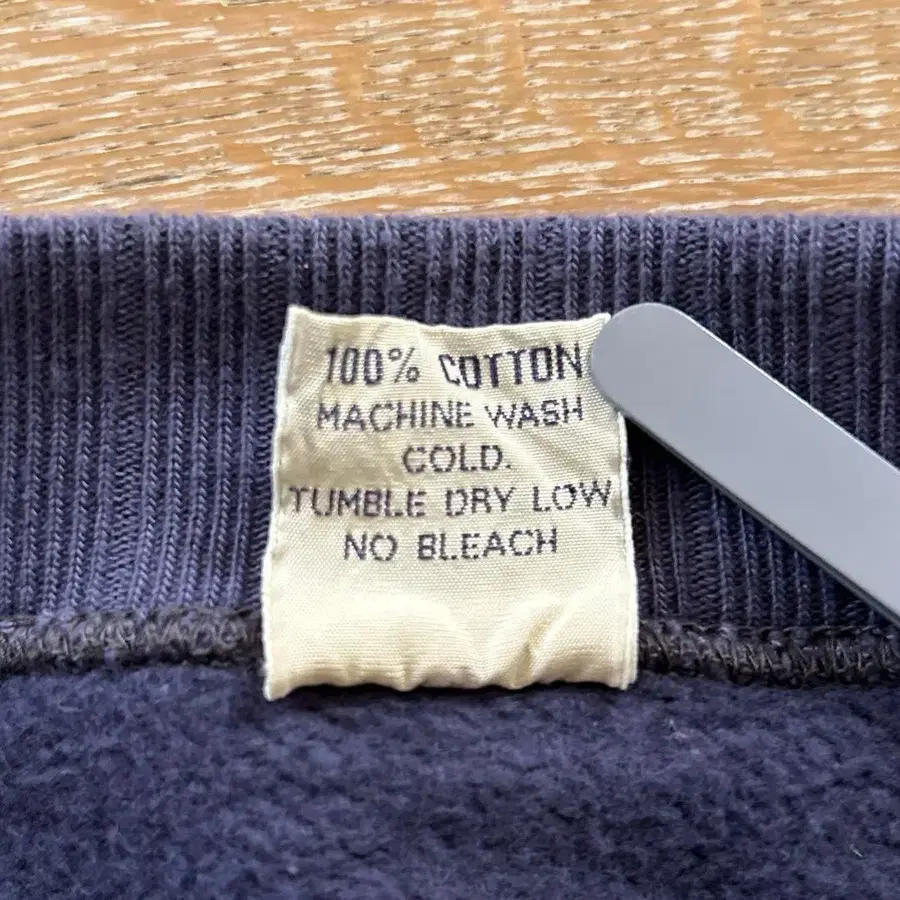 100% COTTON
MACHINE WASH
COLD.
TUMBLE DRY LOW
NO BLEACH